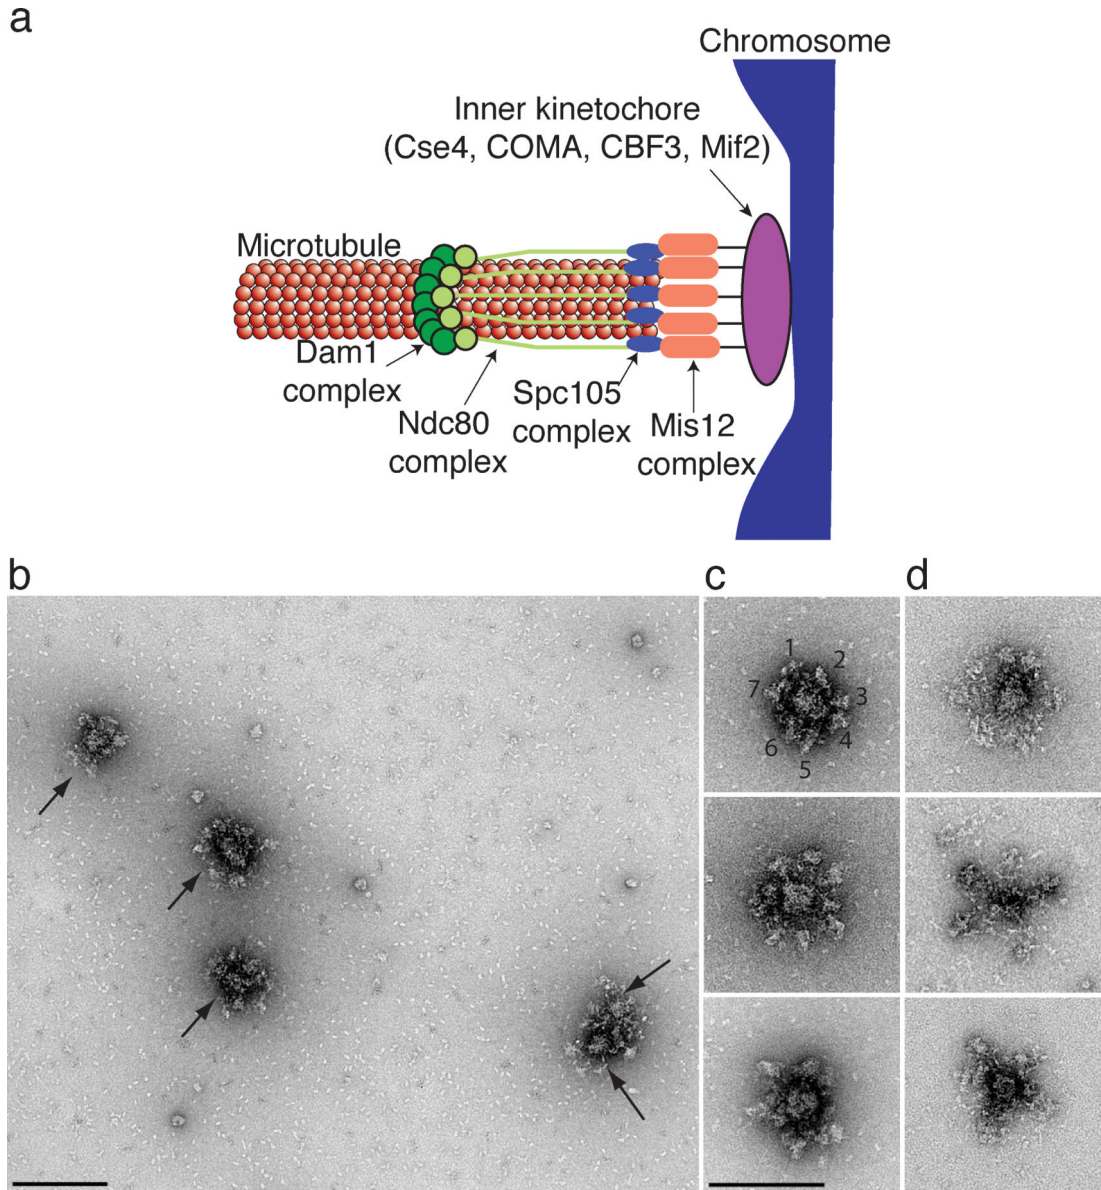 a
Chromosome
Inner kinetochore
(Cse4, COMA, CBF3, Mif2)
Microtubule
Dam1
complex
Ndc80
complex
Spc105
complex
Mis12
complex
b
c
d
1
2
3
4
5
6
7